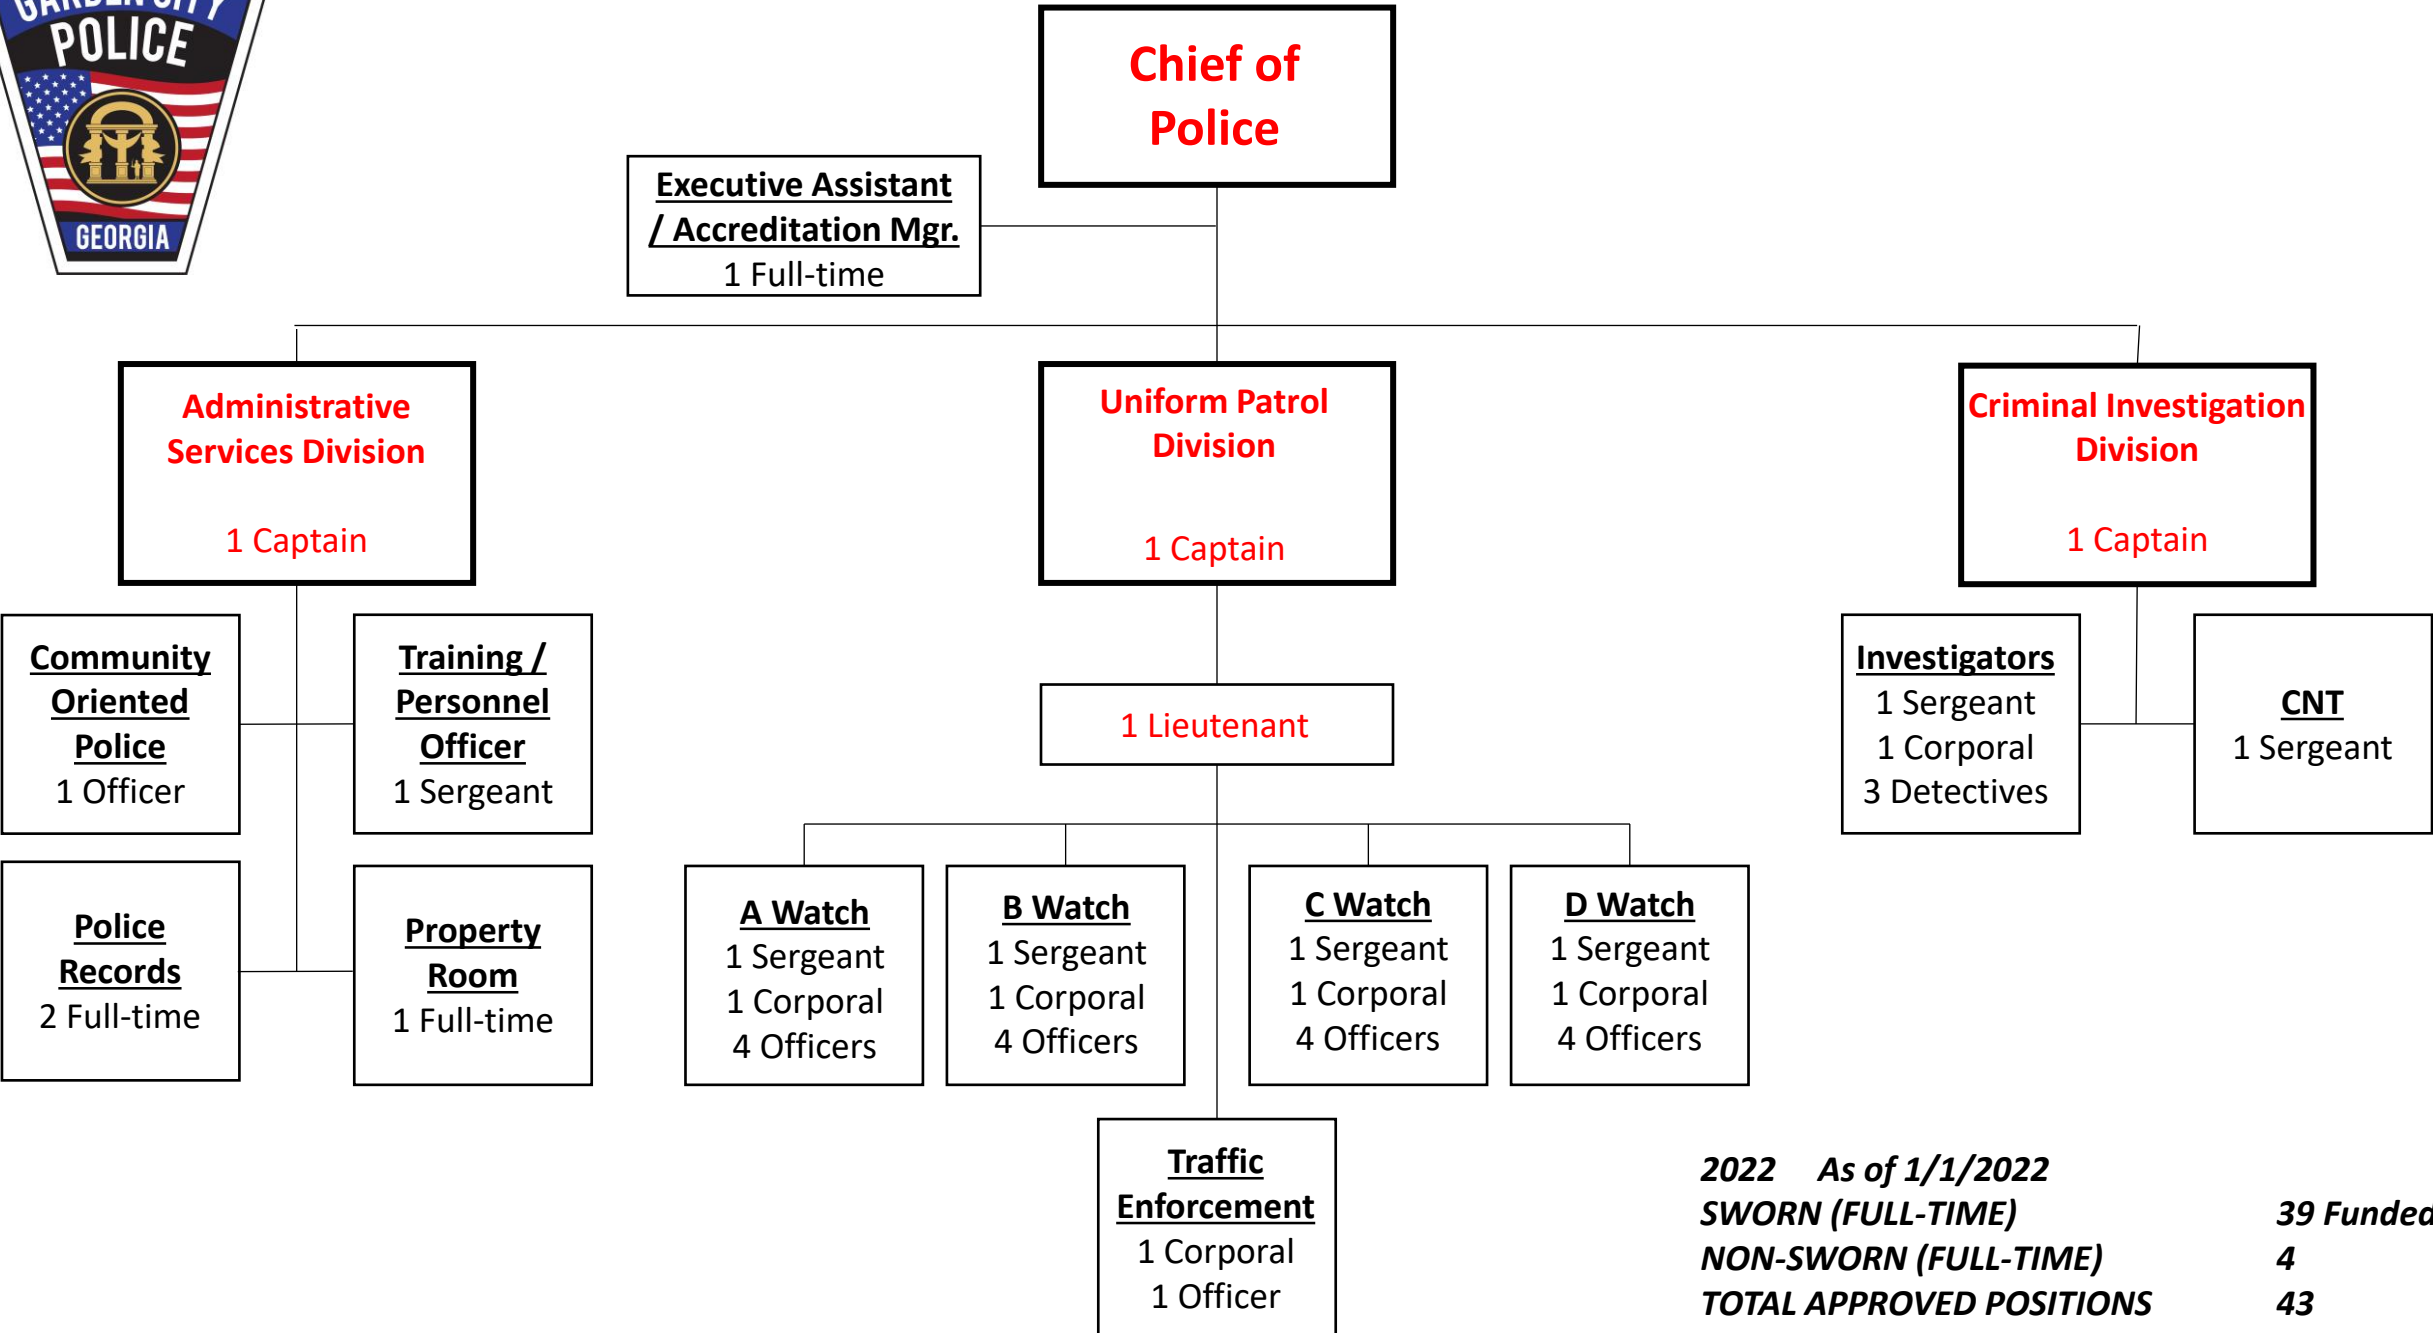 GARDEN CITY
POLICE
GEORGIA
Chief of
Police
Executive Assistant
/ Accreditation Mgr.
1 Full-time
Administrative
Services Division
1 Captain
Uniform Patrol
Division
1 Captain
Criminal Investigation
Division
1 Captain
Community
Oriented
Police
1 Officer
Training /
Personnel
Officer
1 Sergeant
Police
Records
2 Full-time
Property
Room
1 Full-time
1 Lieutenant
A Watch
1 Sergeant
1 Corporal
4 Officers
B Watch
1 Sergeant
1 Corporal
4 Officers
C Watch
1 Sergeant
1 Corporal
4 Officers
D Watch
1 Sergeant
1 Corporal
4 Officers
Traffic
Enforcement
1 Corporal
1 Officer
Investigators
1 Sergeant
1 Corporal
3 Detectives
CNT
1 Sergeant
2022 As of 1/1/2022
SWORN (FULL-TIME) 39 Funded
NON-SWORN (FULL-TIME) 4
TOTAL APPROVED POSITIONS 43